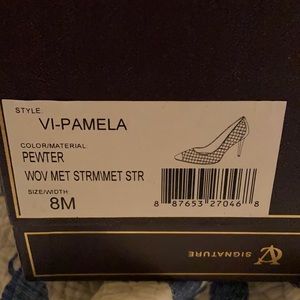 STYLE
VI-PAMELA
COLOR/MATERIAL
PEWTER
WOV MET STRM\MET STR
SIZE/WIDTH
8M
8 87653 27046 8
SIGNATURE